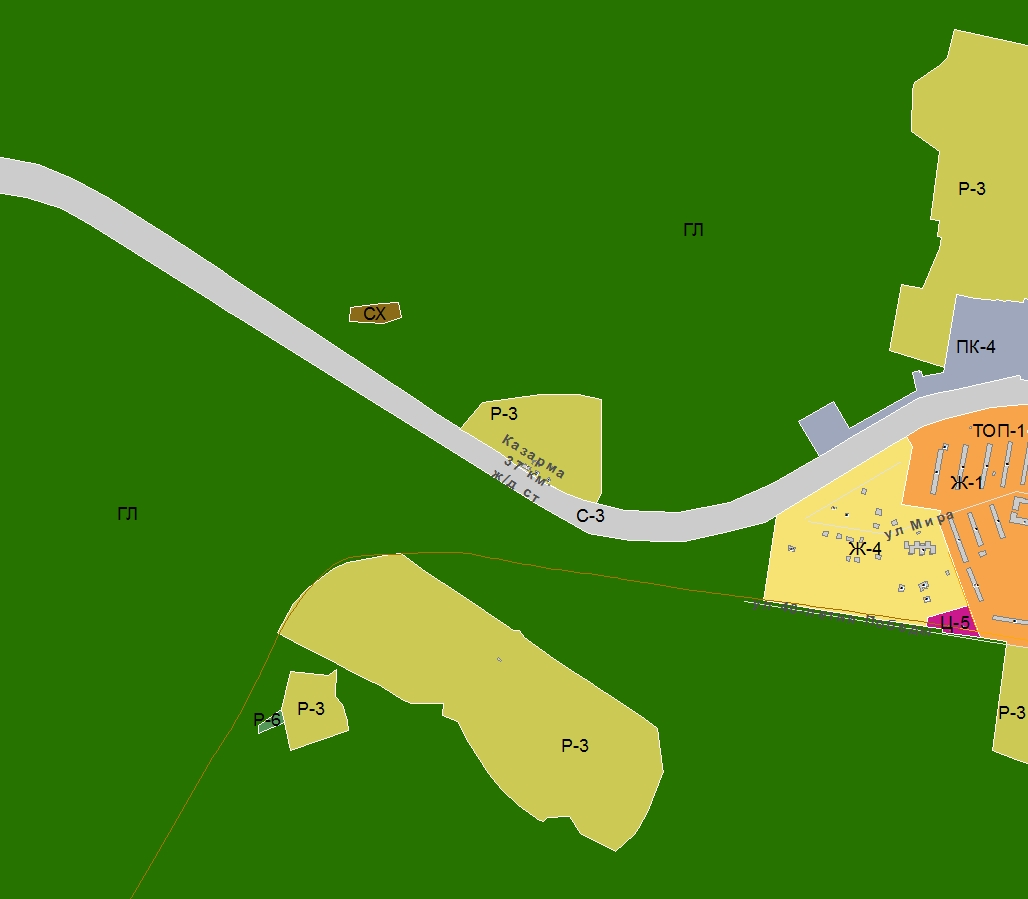 Р-3
ГЛ
СХ
ПК-4
Р-3
ТОП-1
Казарма
37 км
ж/д ст
Ж-1
ГЛ
С-3
ул Мира
Ж-4
Ц-5
Р-3
Р-6
Р-3
Р-3